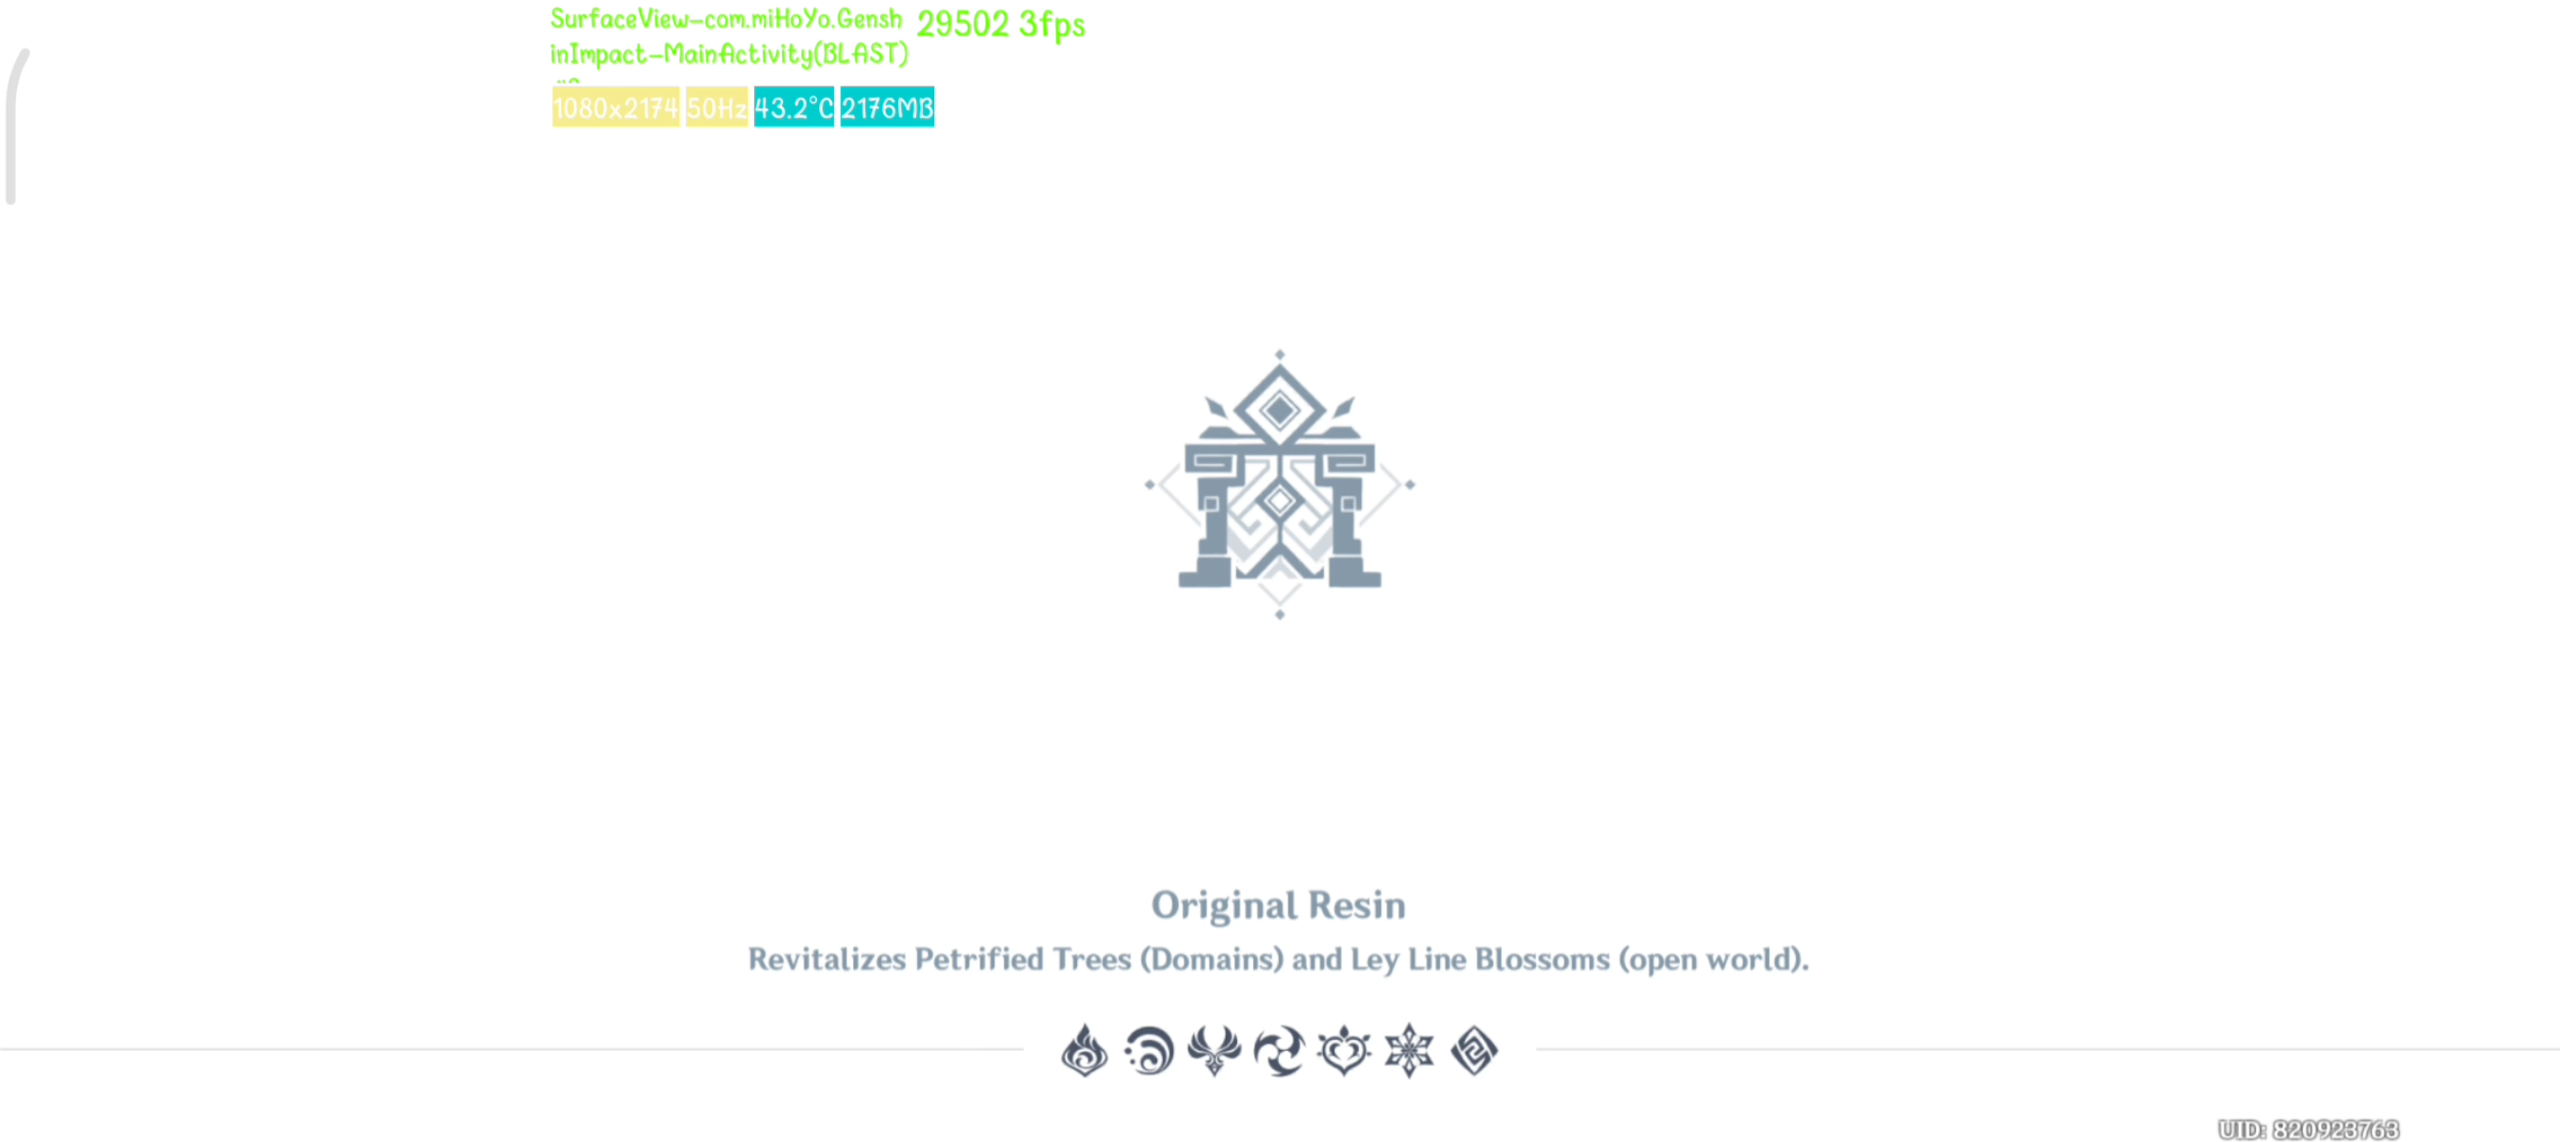 SurfaceView-com.miHoYo.Gensh
inImpact-MainActivity(BLAST)
29502 3fps
1080x2174 50Hz 43.2°C 2176MB
Original Resin
Revitalizes Petrified Trees (Domains) and Ley Line Blossoms (open world).
UID: 820923763